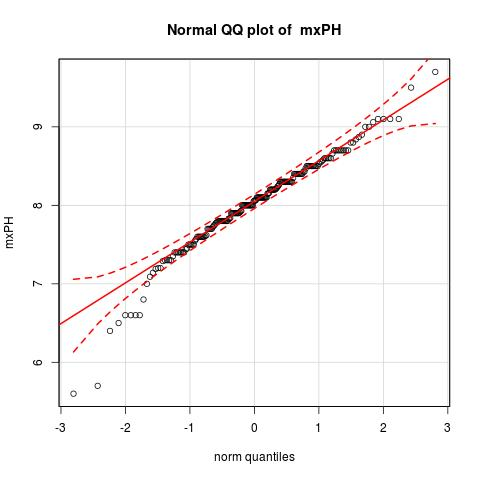 Normal QQ plot of  mxPH
mxPH
9
8
7
6
-3 -2 -1 0 1 2 3
norm quantiles